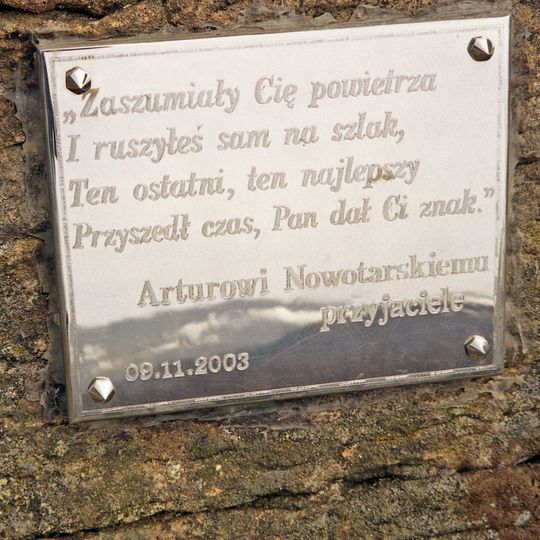 „Zaszumiały Cię powietrza
I ruszyłeś sam na szlak,
Ten ostatni, ten najlepszy
Przyszedł czas, Pan dał Ci znak.”
Arturowi Nowotarskiemu
przyjaciele
09.11.2003